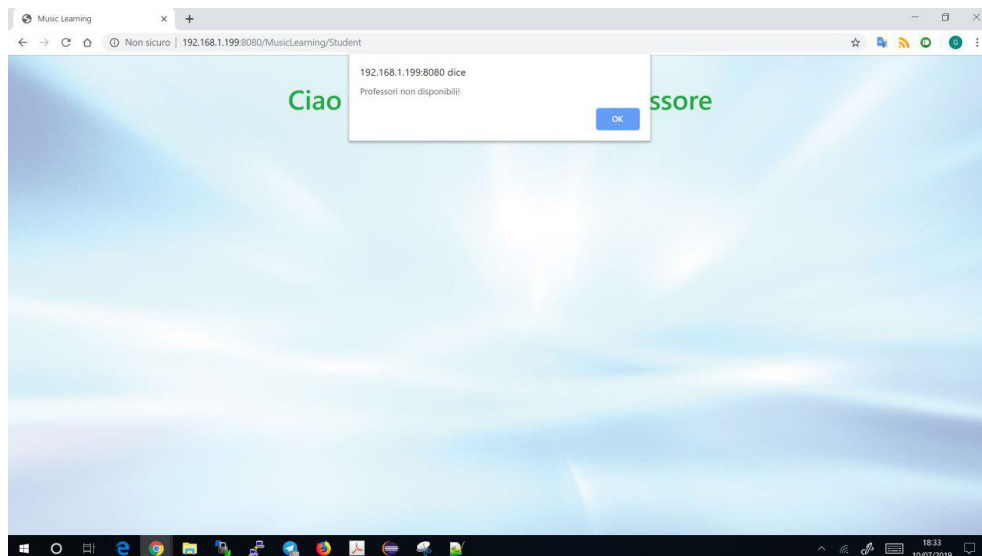 Music Learning
Non sicuro | 192.168.1.199:8080/MusicLearning/Student
G
192.168.1.199:8080 dice
Professori non disponibili!
OK
Ciao ssore
18:33
10/07/2019